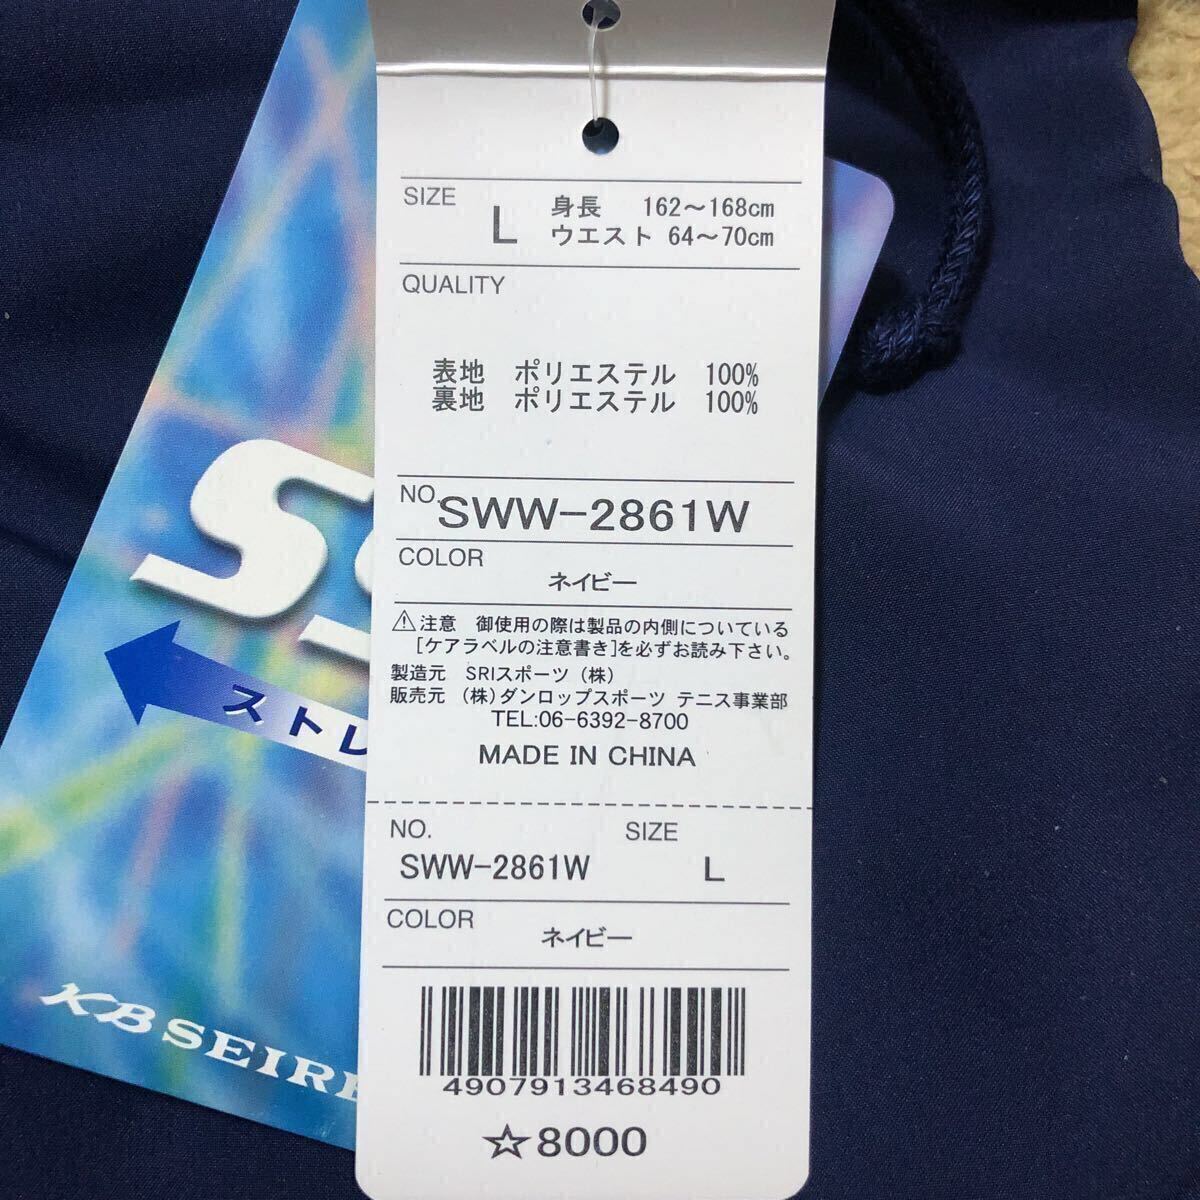 SIZE
L
身長 162～168cm
ウエスト 64～70cm
QUALITY
表地 ポリエステル 100%
裏地 ポリエステル 100%
NO. SWW-2861W
COLOR
ネイビー
⚠注意 御使用の際は製品の内側についている
[ケアラベルの注意書き]を必ずお読み下さい。
製造元 SRIスポーツ（株）
販売元 (株)ダンロップスポーツ テニス事業部
TEL:06-6392-8700
MADE IN CHINA
NO. SIZE
SWW-2861W L
COLOR
ネイビー
4907913468490
☆8000
ストレ
KB SEIRE